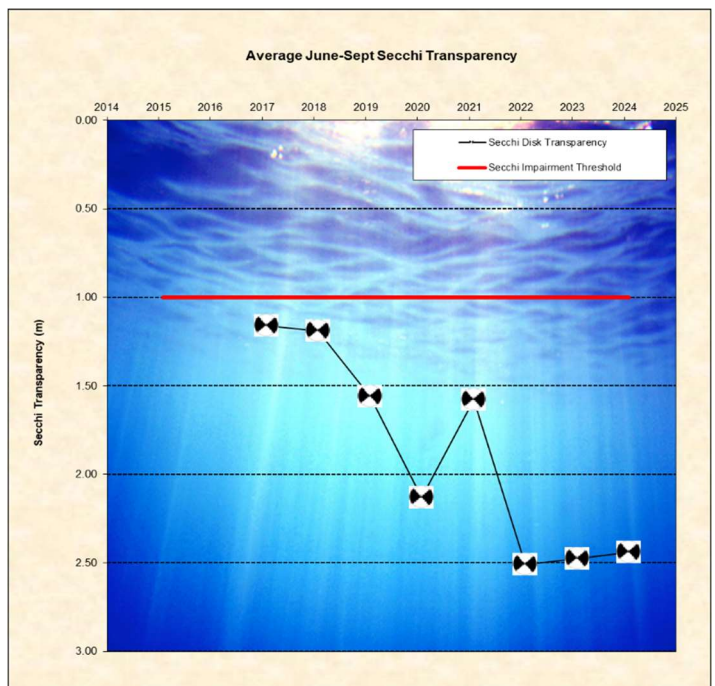 Average June-Sept Secchi Transparency
2014 2015 2016 2017 2018 2019 2020 2021 2022 2023 2024 2025
0.00
Secchi Disk Transparency
Secchi Impairment Threshold
0.50
1.00
1.50
2.00
2.50
3.00
Secchi Transparency (m)